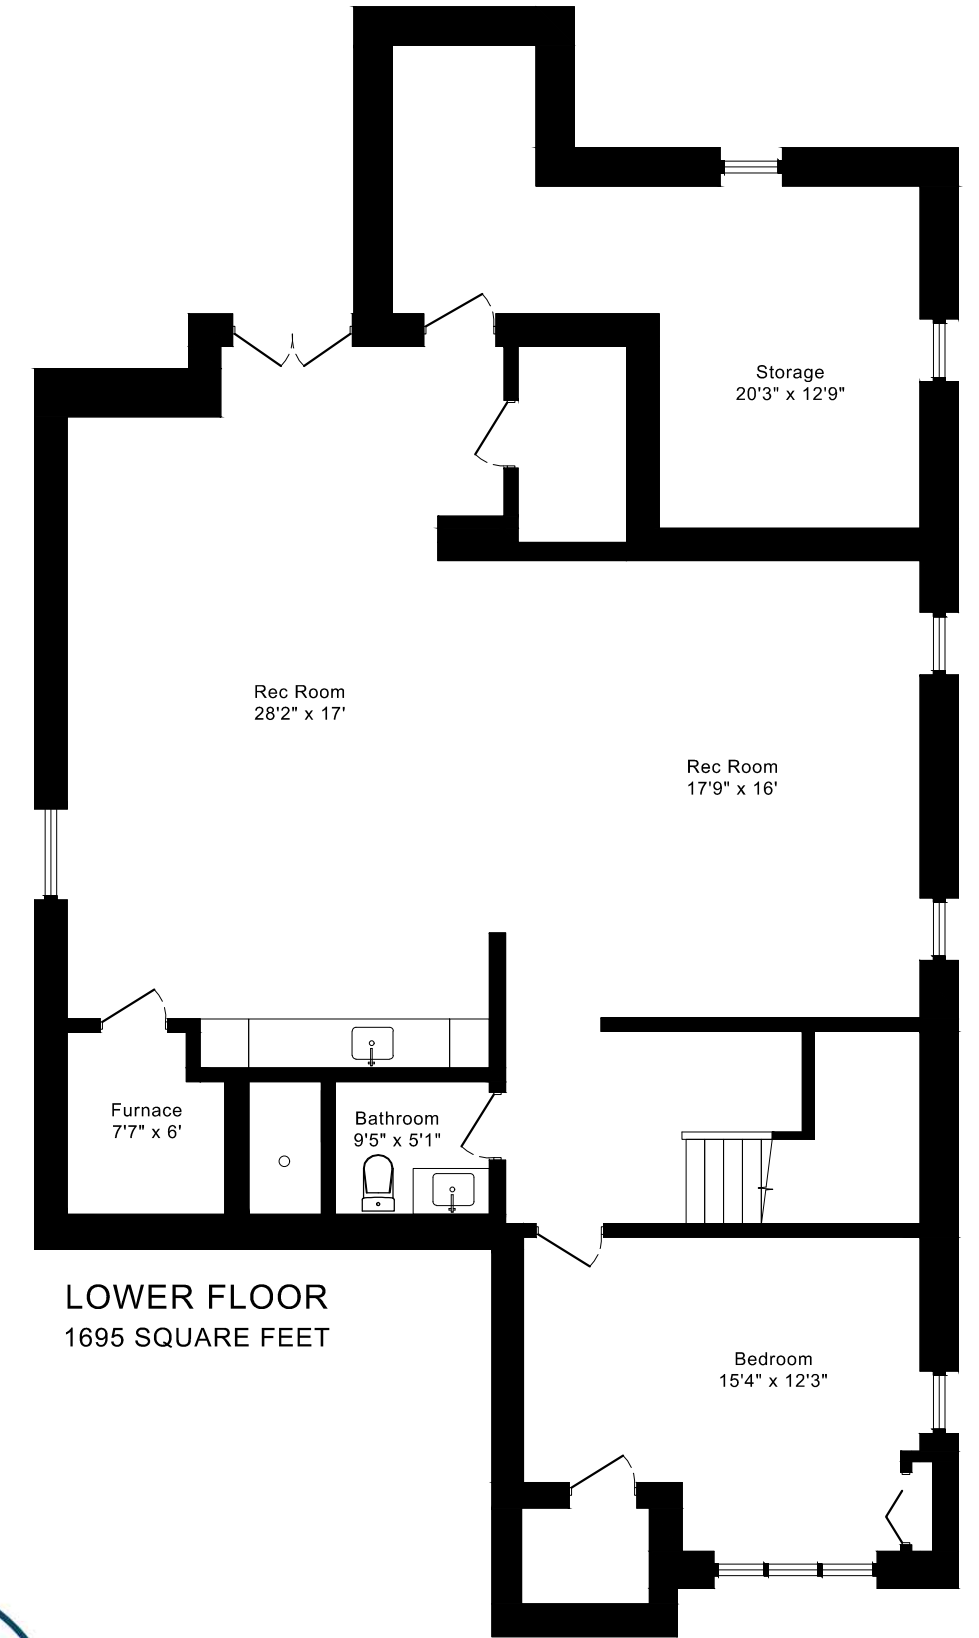 Storage
20'3" x 12'9"
Rec Room
28'2" x 17'
Rec Room
17'9" x 16'
Furnace
7'7" x 6'
Bathroom
9'5" x 5'1"
LOWER FLOOR
1695 SQUARE FEET
Bedroom
15'4" x 12'3"